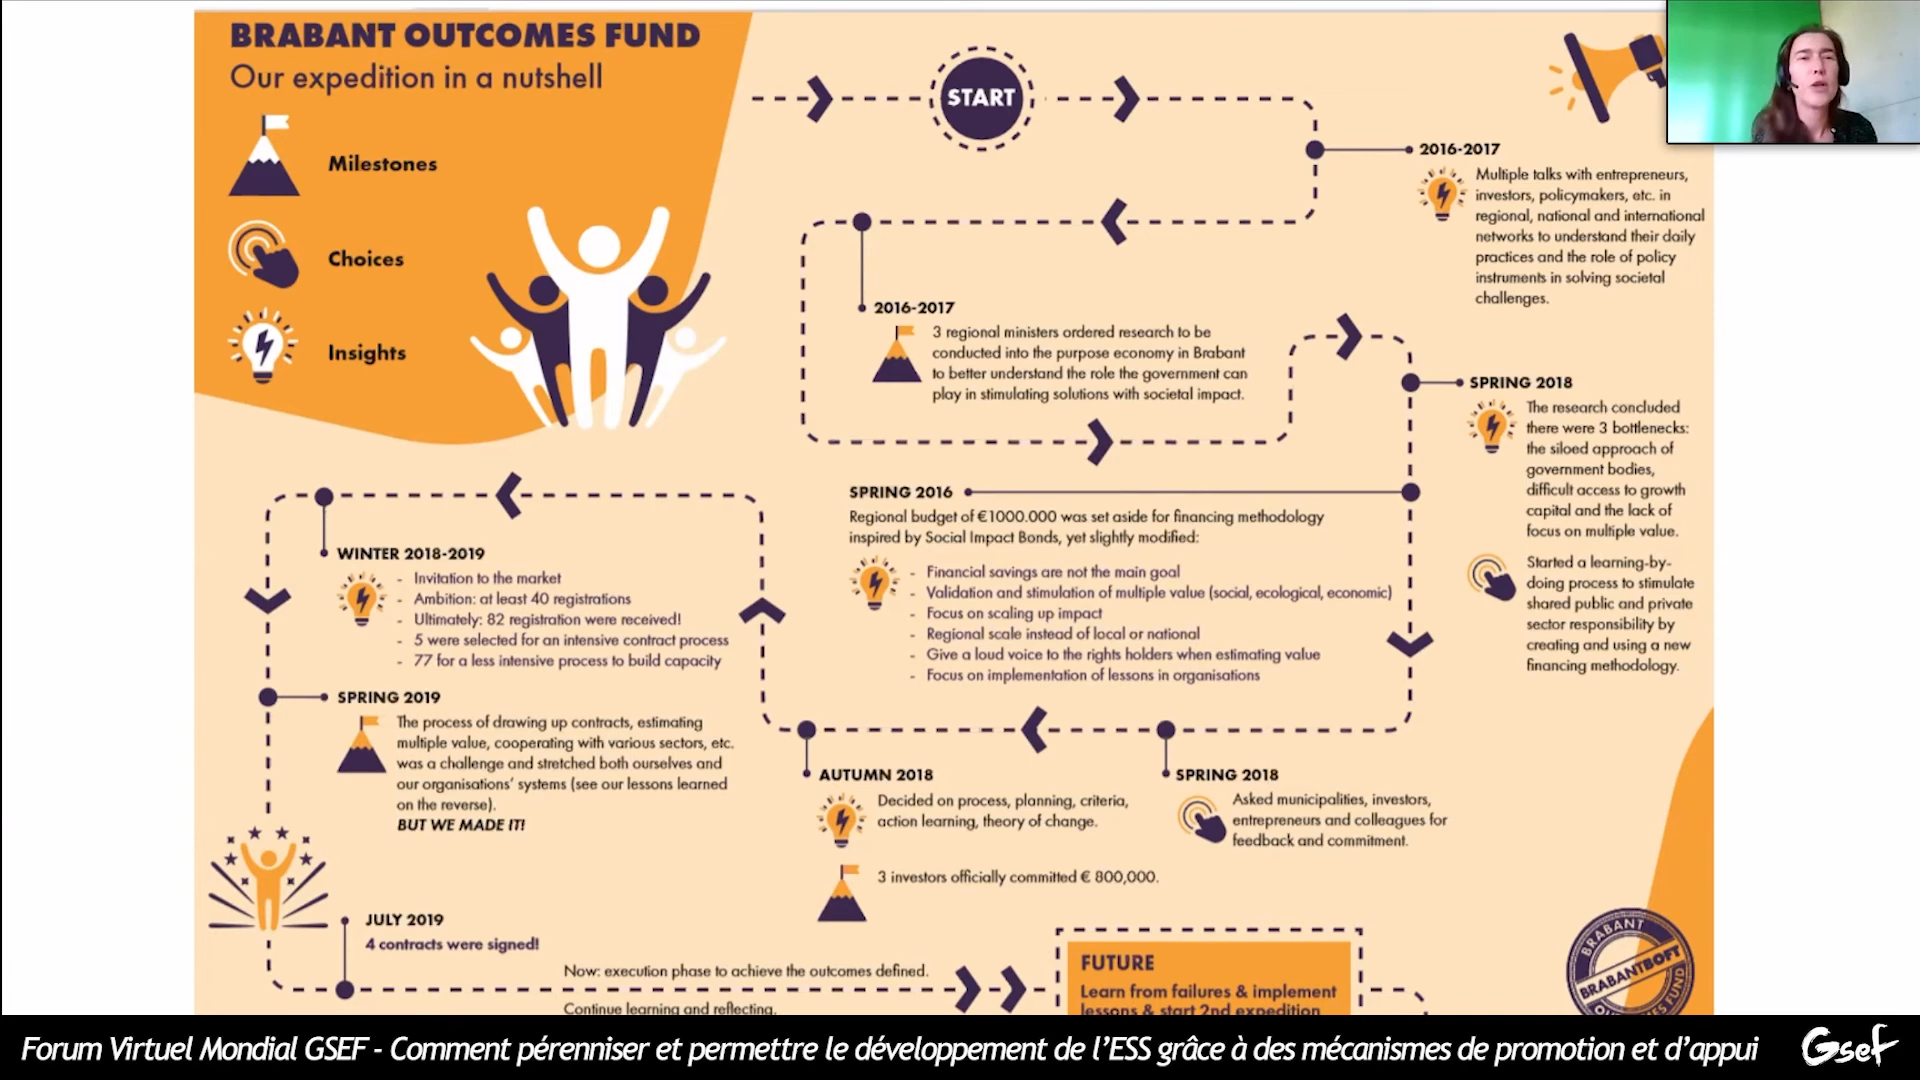 BRABANT OUTCOMES FUND
Our expedition in a nutshell
Milestones
Choices
Insights
START
2016-2017
Multiple talks with entrepreneurs,
investors, policymakers, etc. in
regional, national and international
networks to understand their daily
practices and the role of policy
instruments in solving societal
challenges.
2016-2017
3 regional ministers ordered research to be
conducted into the purpose economy in Brabant
to better understand the role the government can
play in stimulating solutions with societal impact.
SPRING 2018
The research concluded
there were 3 bottlenecks:
the siloed approach of
government bodies,
difficult access to growth
capital and the lack of
focus on multiple value.
Started a learning-by-
doing process to stimulate
shared public and private
sector responsibility by
creating and using a new
financing methodology.
SPRING 2016
Regional budget of €1000.000 was set aside for financing methodology
inspired by Social Impact Bonds, yet slightly modified:
- Financial savings are not the main goal
- Validation and stimulation of multiple value (social, ecological, economic)
- Focus on scaling up impact
- Regional scale instead of local or national
- Give a loud voice to the rights holders when estimating value
- Focus on implementation of lessons in organisations
SPRING 2018
Asked municipalities, investors,
entrepreneurs and colleagues for
feedback and commitment.
AUTUMN 2018
Decided on process, planning, criteria,
action learning, theory of change.
3 investors officially committed € 800,000.
WINTER 2018-2019
- Invitation to the market
- Ambition: at least 40 registrations
- Ultimately: 82 registration were received!
- 5 were selected for an intensive contract process
- 77 for a less intensive process to build capacity
SPRING 2019
The process of drawing up contracts, estimating
multiple value, cooperating with various sectors, etc.
was a challenge and stretched both ourselves and
our organisations' systems (see our lessons learned
on the reverse).
BUT WE MADE IT!
JULY 2019
4 contracts were signed!
Now: execution phase to achieve the outcomes defined.
Continue learning and reflecting.
FUTURE
Learn from failures & implement
lessons & start 2nd expedition
BRABANT
BRABANTBOFT
OUTCOMES FUND
Forum Virtuel Mondial GSEF - Comment pérenniser et permettre le développement de l'ESS grâce à des mécanismes de promotion et d'appui
Gsef